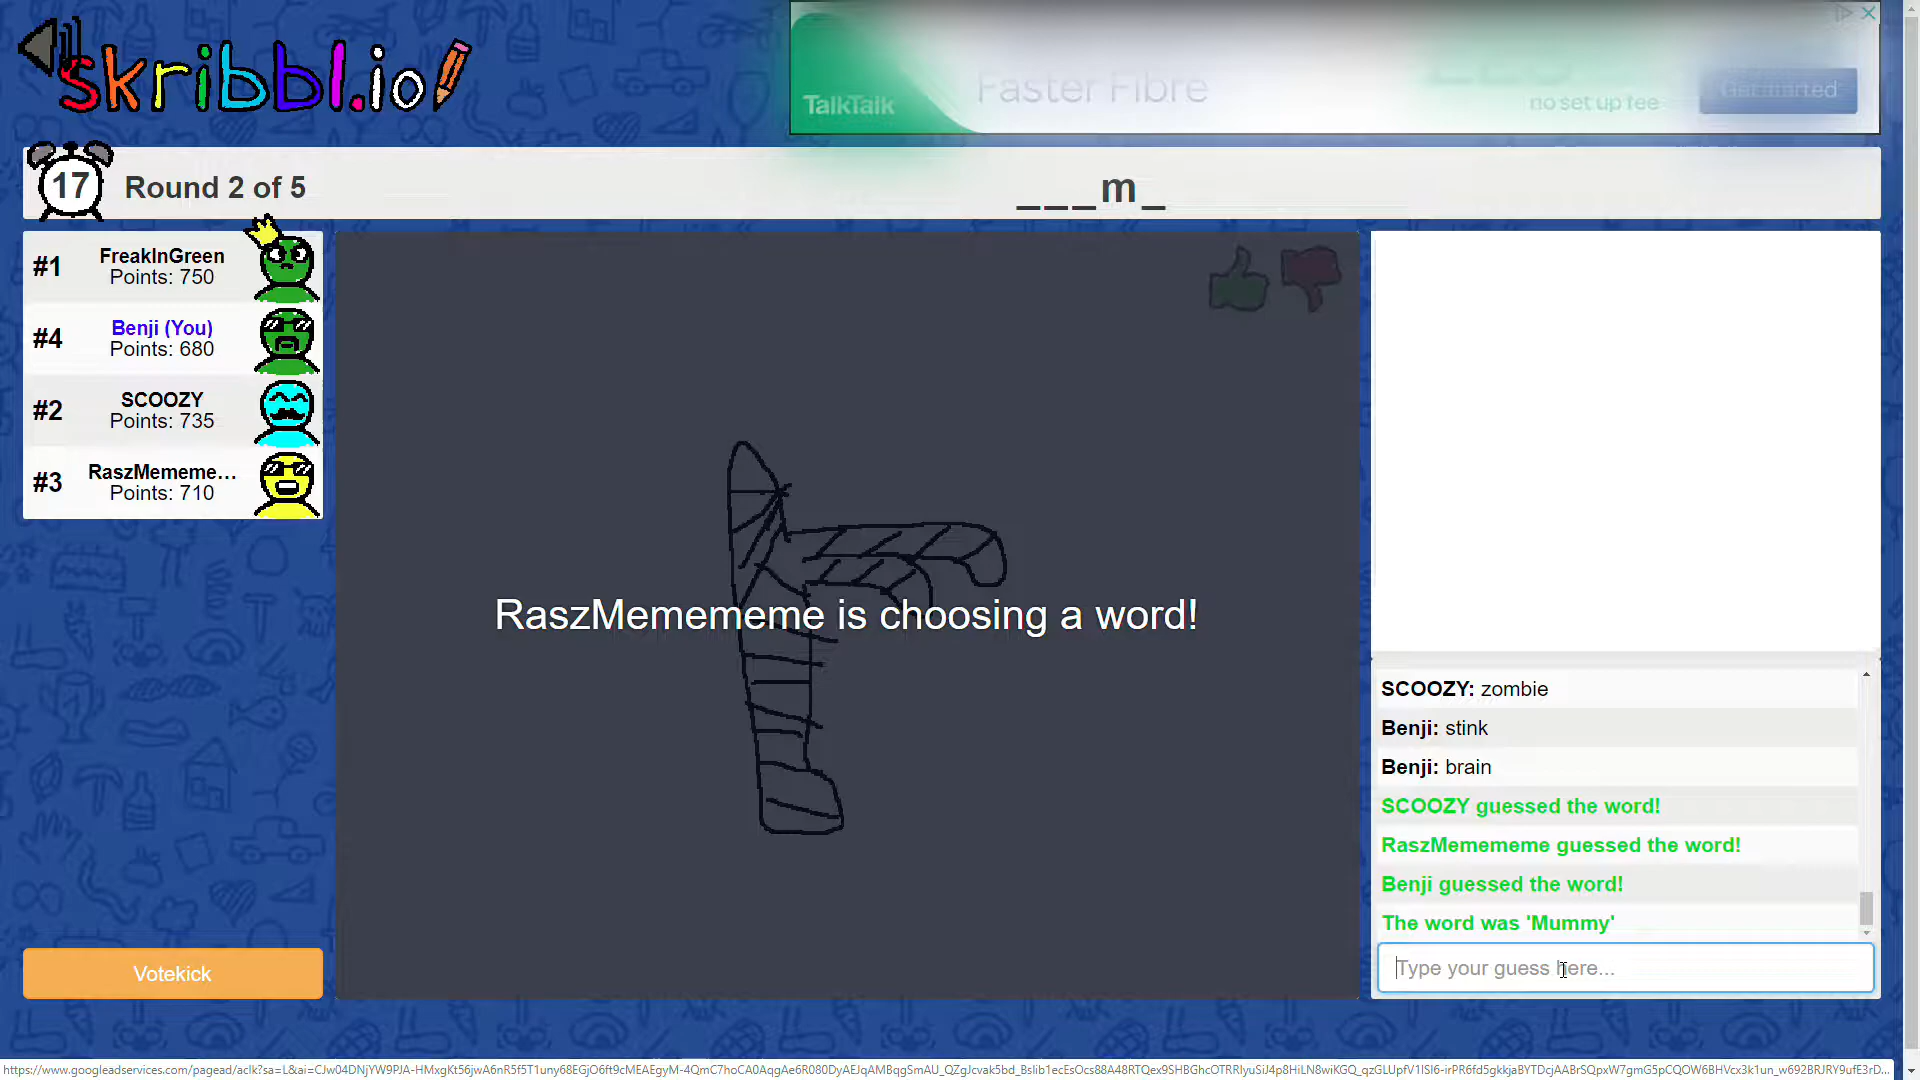 skribbl.io
TalkTalk
Faster Fibre
no set up fee
Get started
17
Round 2 of 5
___m_
#1
FreakInGreen
Points: 750
#4
Benji (You)
Points: 680
#2
SCOOZY
Points: 735
#3
RaszMememe...
Points: 710
RaszMemememe is choosing a word!
SCOOZY: zombie
Benji: stink
Benji: brain
SCOOZY guessed the word!
RaszMemememe guessed the word!
Benji guessed the word!
The word was 'Mummy'
Type your guess here...
Votekick